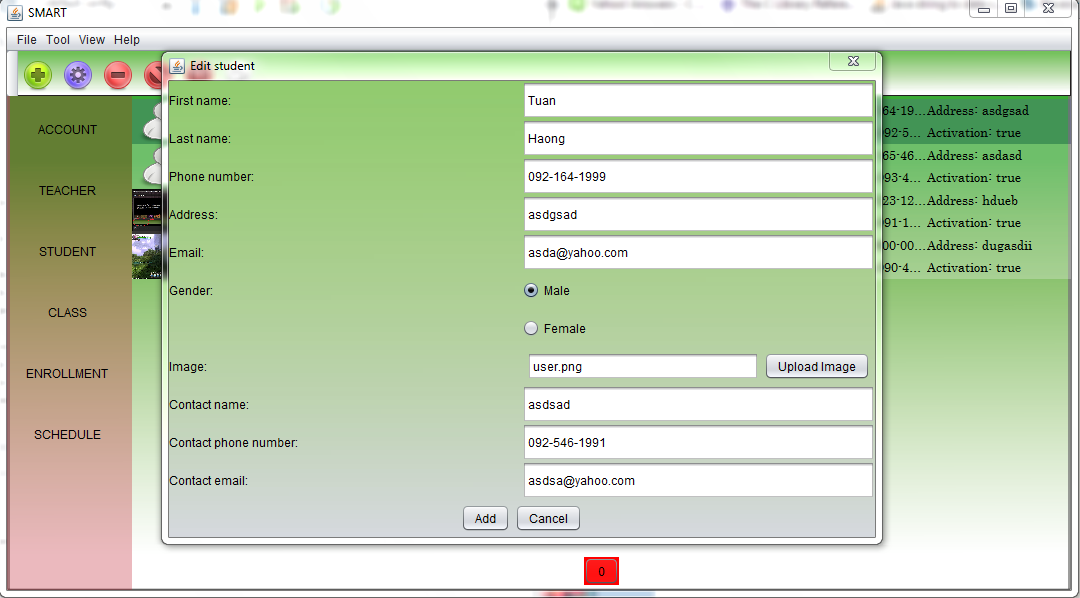 SMART
File Tool View Help
Edit student
ACCOUNT
TEACHER
STUDENT
CLASS
ENROLLMENT
SCHEDULE
First name: Tuan
Last name: Haong
Phone number: 092-164-1999
Address: asdgsad
Email: asda@yahoo.com
Gender: Male
Female
Image: user.png Upload Image
Contact name: asdsad
Contact phone number: 092-546-1991
Contact email: asdsa@yahoo.com
Add Cancel
64-19... Address: asdgsad
092-5... Activation: true
65-46... Address: asdasd
093-4... Activation: true
23-12... Address: hdueb
091-1... Activation: true
00-00... Address: dugasdii
090-4... Activation: true
0